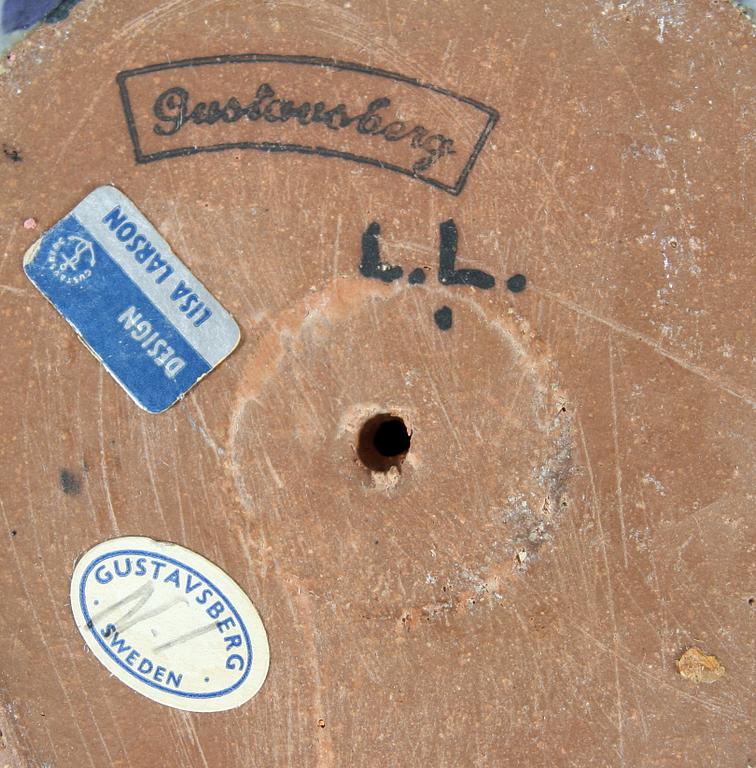 Gustavsberg
L.L.
DESIGN
LISA LARSON
GUSTAVSBERG
SWEDEN